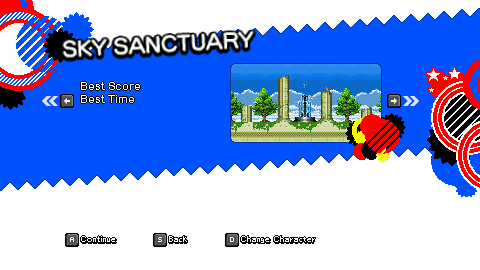 SKY SANCTUARY
Best Score
Best Time
A Continue
S Back
D Change Character